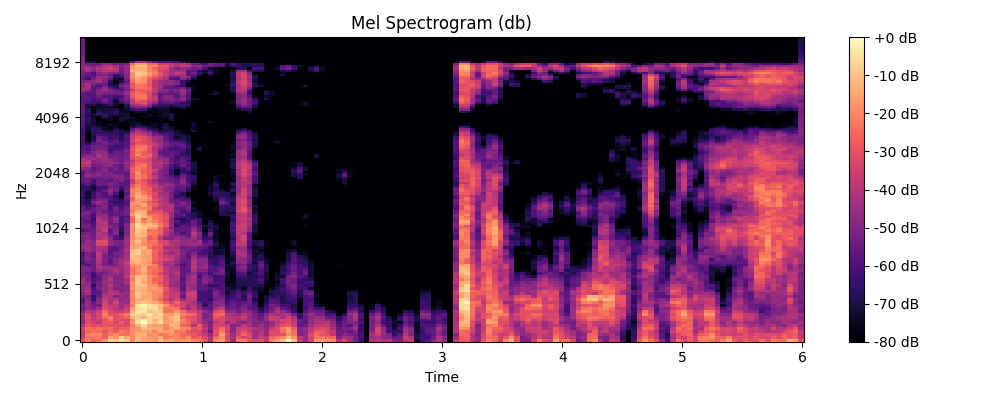 Mel Spectrogram (db)
8192
4096
2048
1024
512
0
Hz
0 1 2 3 4 5 6
Time
+0 dB
-10 dB
-20 dB
-30 dB
-40 dB
-50 dB
-60 dB
-70 dB
-80 dB